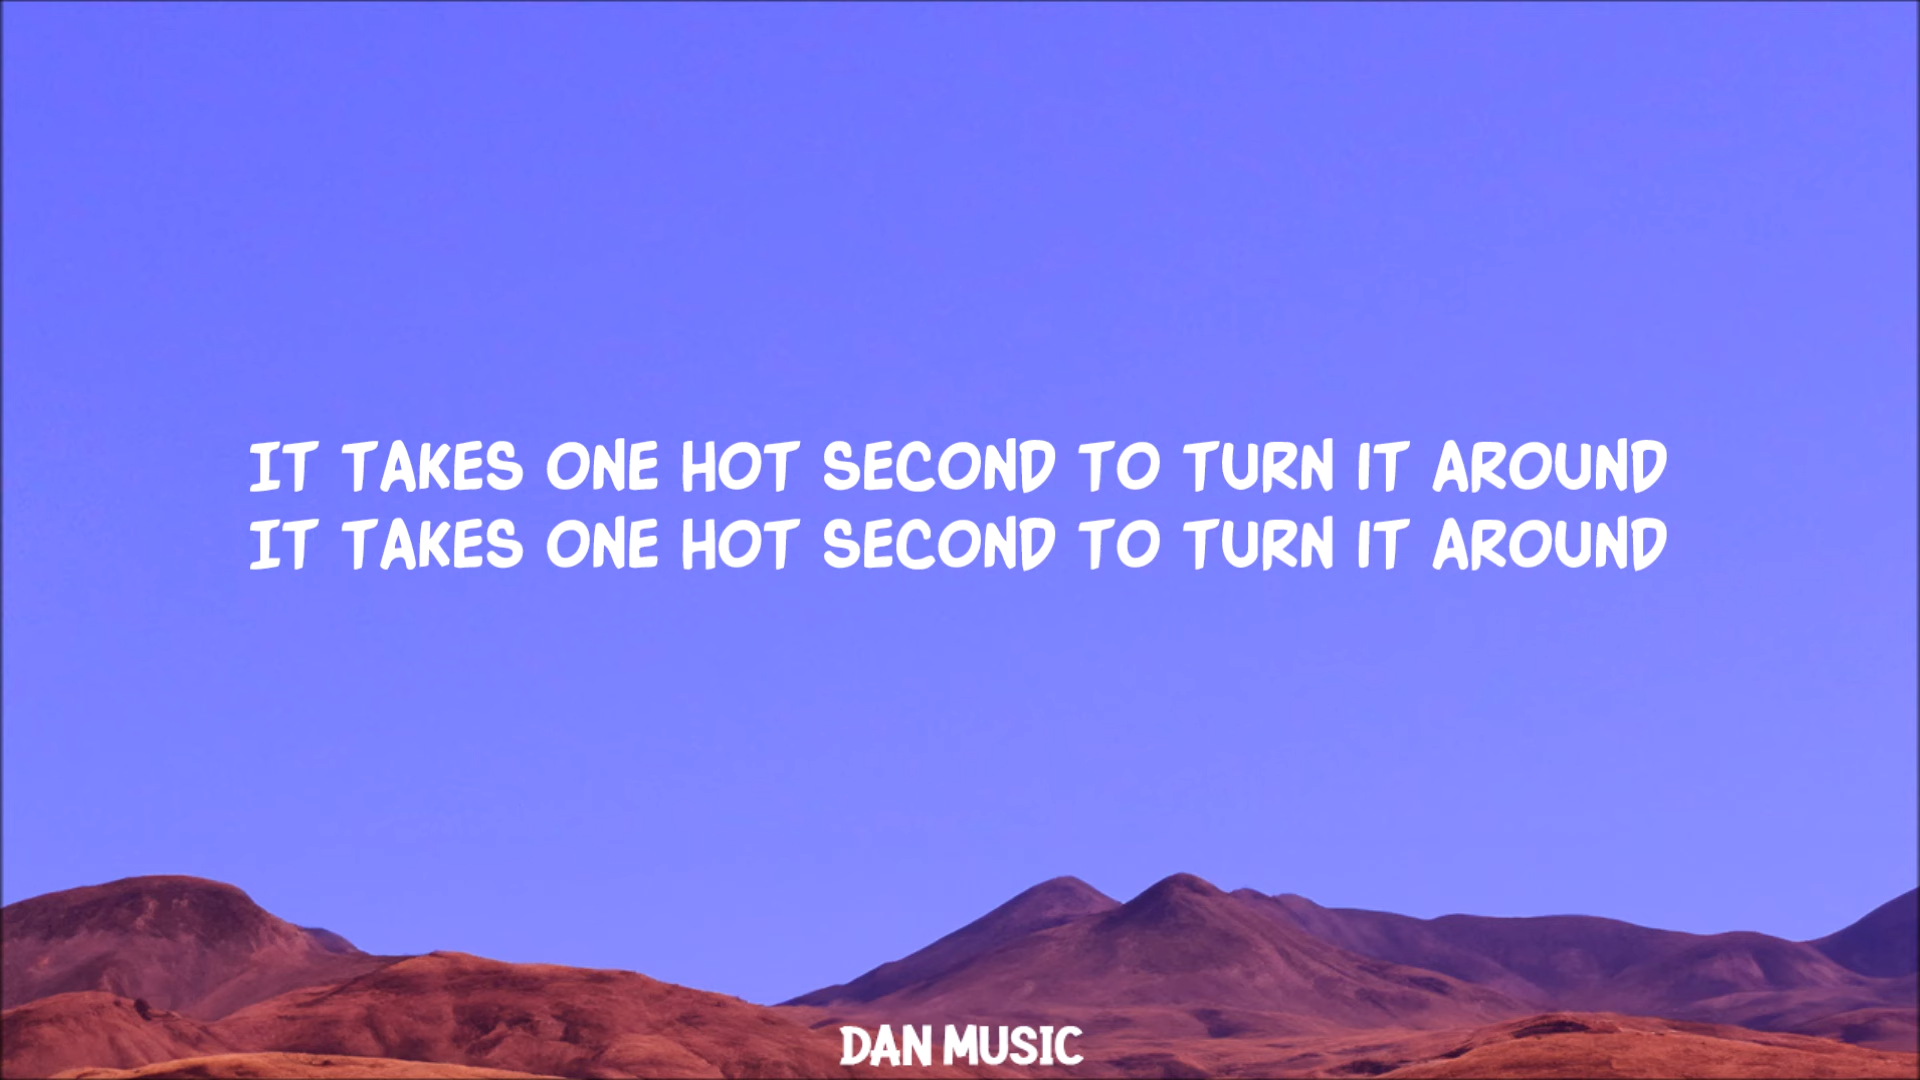 IT TAKES ONE HOT SECOND TO TURN IT AROUND
IT TAKES ONE HOT SECOND TO TURN IT AROUND
DAN MUSIC